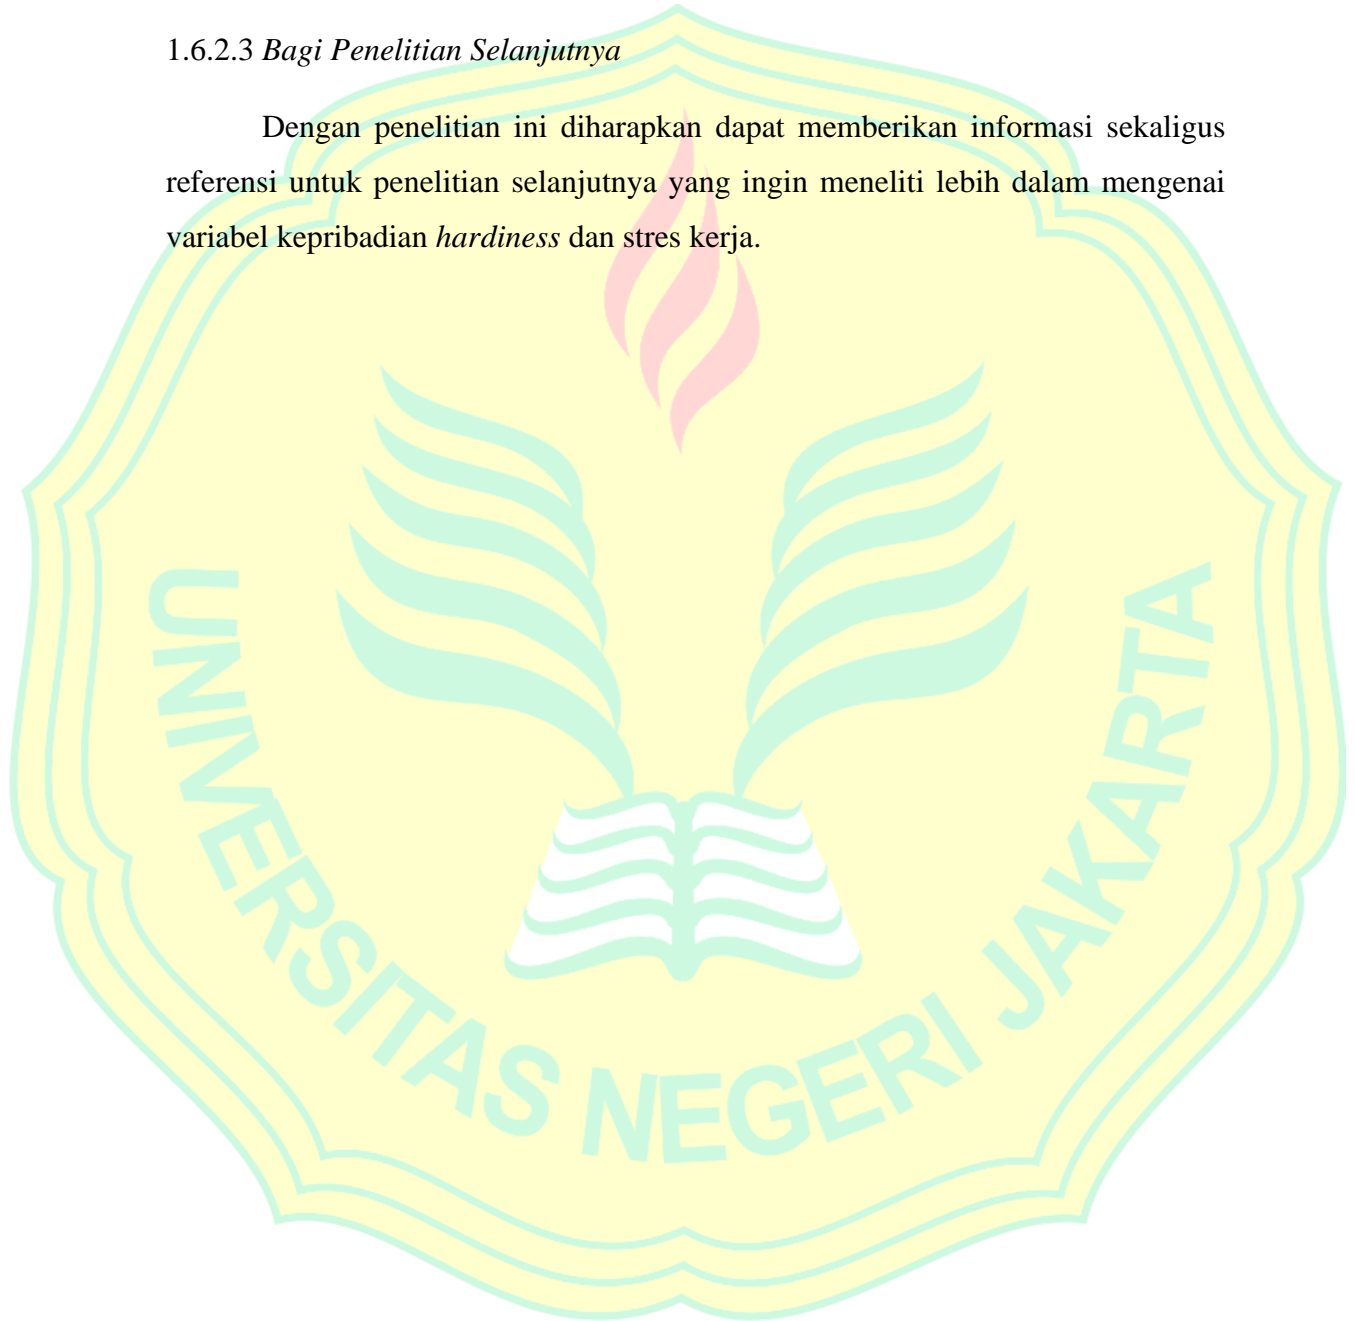 1.6.2.3 Bagi Penelitian Selanjutnya
Dengan penelitian ini diharapkan dapat memberikan informasi sekaligus
referensi untuk penelitian selanjutnya yang ingin meneliti lebih dalam mengenai
variabel kepribadian hardiness dan stres kerja.
UNIVERSITAS NEGERI JAKARTA